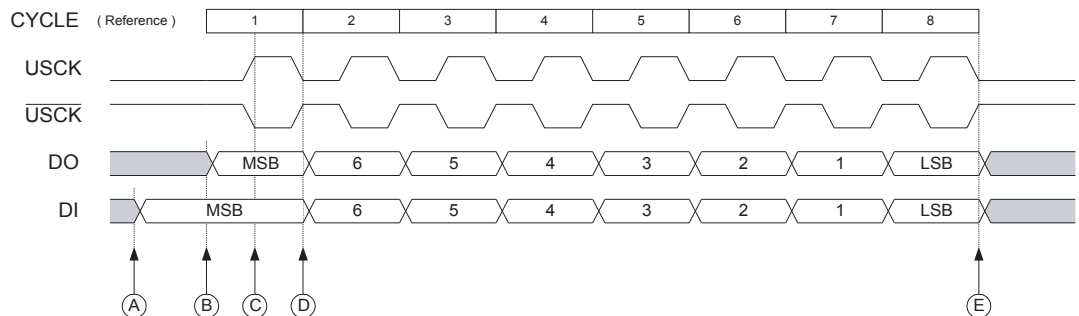 CYCLE ( Reference ) 1 2 3 4 5 6 7 8
USCK
USCK
DO MSB 6 5 4 3 2 1 LSB
DI MSB 6 5 4 3 2 1 LSB
A B C D E